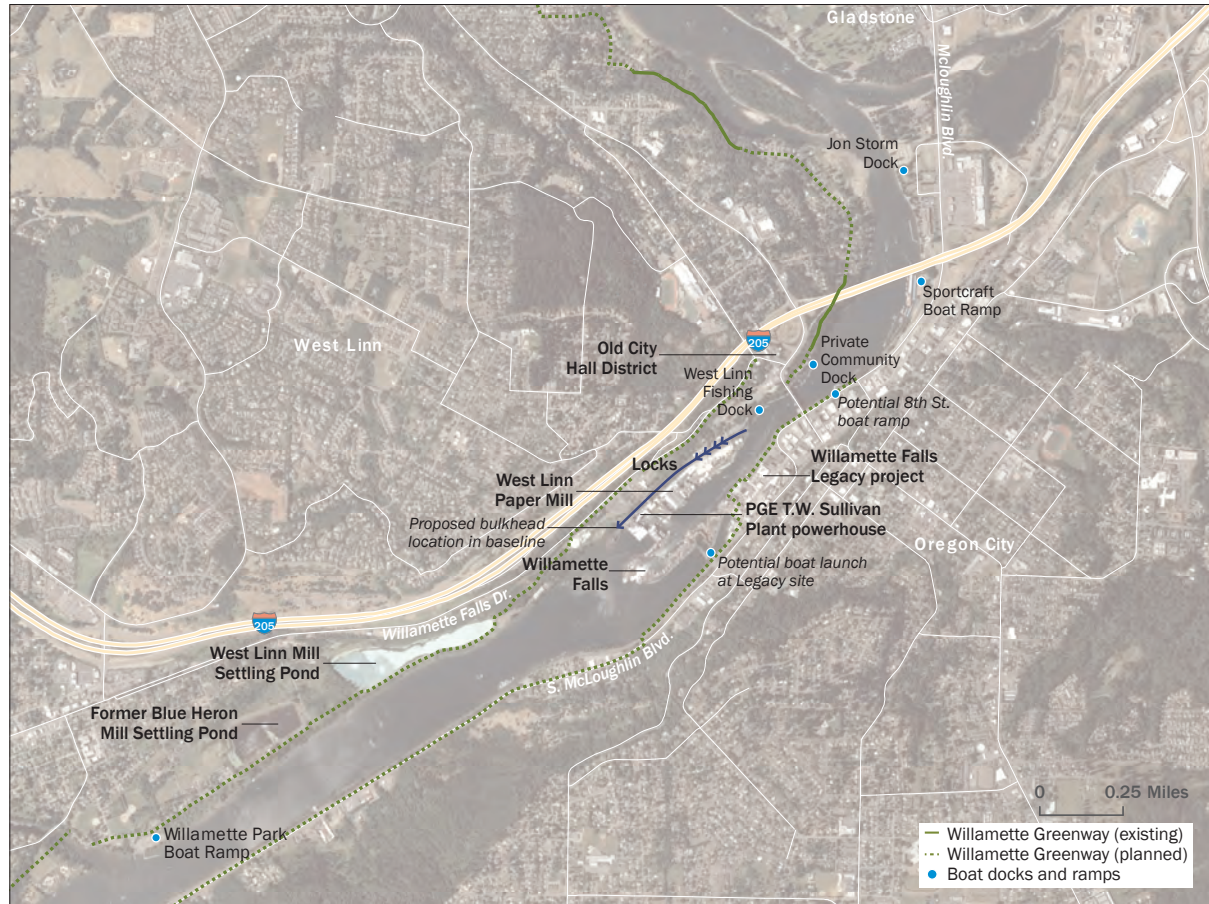 Gladstone
Mcloughlin Blvd.
Jon Storm
Dock
Sportcraft
Boat Ramp
West Linn
205
Old City
Hall District
Private
Community
Dock
West Linn
Fishing
Dock
Potential 8th St.
boat ramp
Locks
Willamette Falls
Legacy project
West Linn
Paper Mill
PGE T.W. Sullivan
Plant powerhouse
Proposed bulkhead
location in baseline
Oregon City
Willamette
Falls
Potential boat launch
at Legacy site
205
Willamette Falls Dr.
West Linn Mill
Settling Pond
S. McLoughlin Blvd.
Former Blue Heron
Mill Settling Pond
0 0.25 Miles
Willamette Park
Boat Ramp
Willamette Greenway (existing)
Willamette Greenway (planned)
Boat docks and ramps